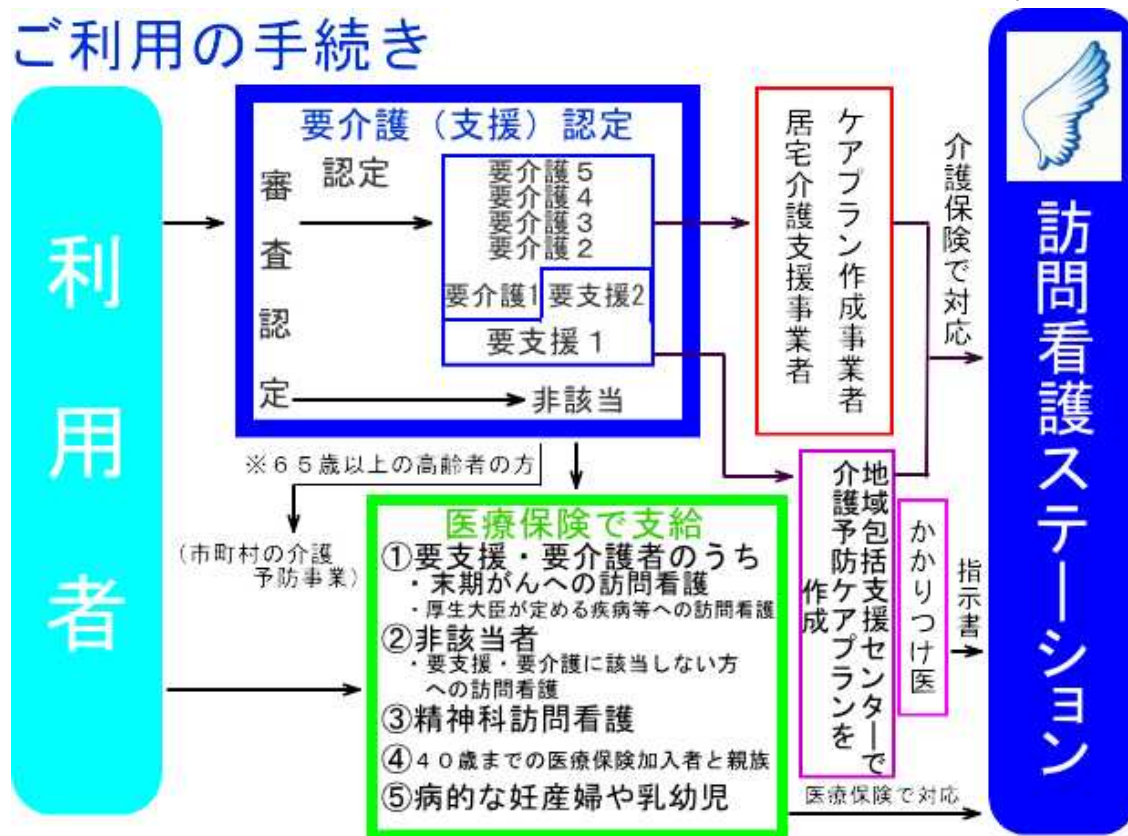 ご利用の手続き
利用者
要介護（支援）認定
審査認定
認定
要介護５
要介護４
要介護３
要介護２
要介護1
要支援2
要支援１
非該当
ケアプラン作成事業者
居宅介護支援事業者
介護保険で対応
訪問看護ステーション
※６５歳以上の高齢者の方
（市町村の介護
予防事業）
医療保険で支給
①要支援・要介護者のうち
・末期がんへの訪問看護
・厚生大臣が定める疾病等への訪問看護
②非該当者
・要支援・要介護に該当しない方
への訪問看護
③精神科訪問看護
④４０歳までの医療保険加入者と親族
⑤病的な妊産婦や乳幼児
地域包括支援センターで
介護予防ケアプランを
作成
かかりつけ医
指示書
医療保険で対応